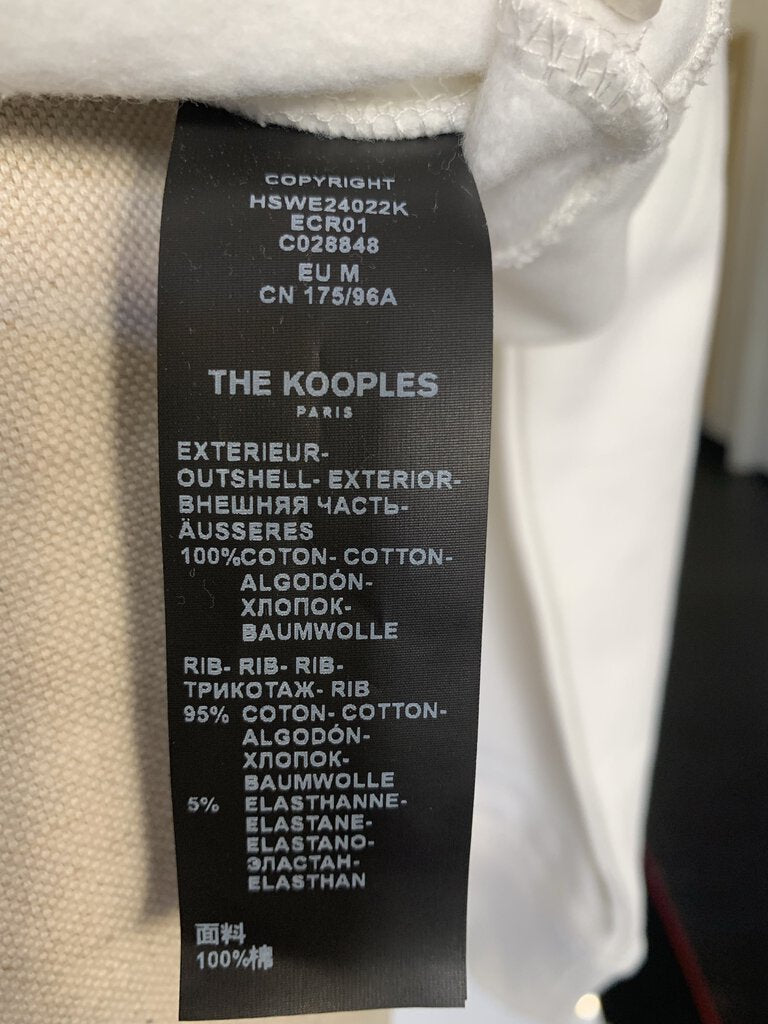 COPYRIGHT
HSWE24022K
ECR01
C028848
EU M
CN 175/96A
THE KOOPLES
PARIS
EXTERIEUR-
OUTSHELL- EXTERIOR-
ВНЕШНЯЯ ЧАСТЬ-
ÄUSSERES
100%COTON- COTTON-
ALGODÓN-
ХЛОПОК-
BAUMWOLLE
RIB- RIB- RIB-
ТРИКОТАЖ- RIB
95% COTON- COTTON-
ALGODÓN-
ХЛОПОК-
BAUMWOLLE
5% ELASTHANNE-
ELASTANE-
ELASTANO-
ЭЛАСТАН-
ELASTHAN
面料
100%棉